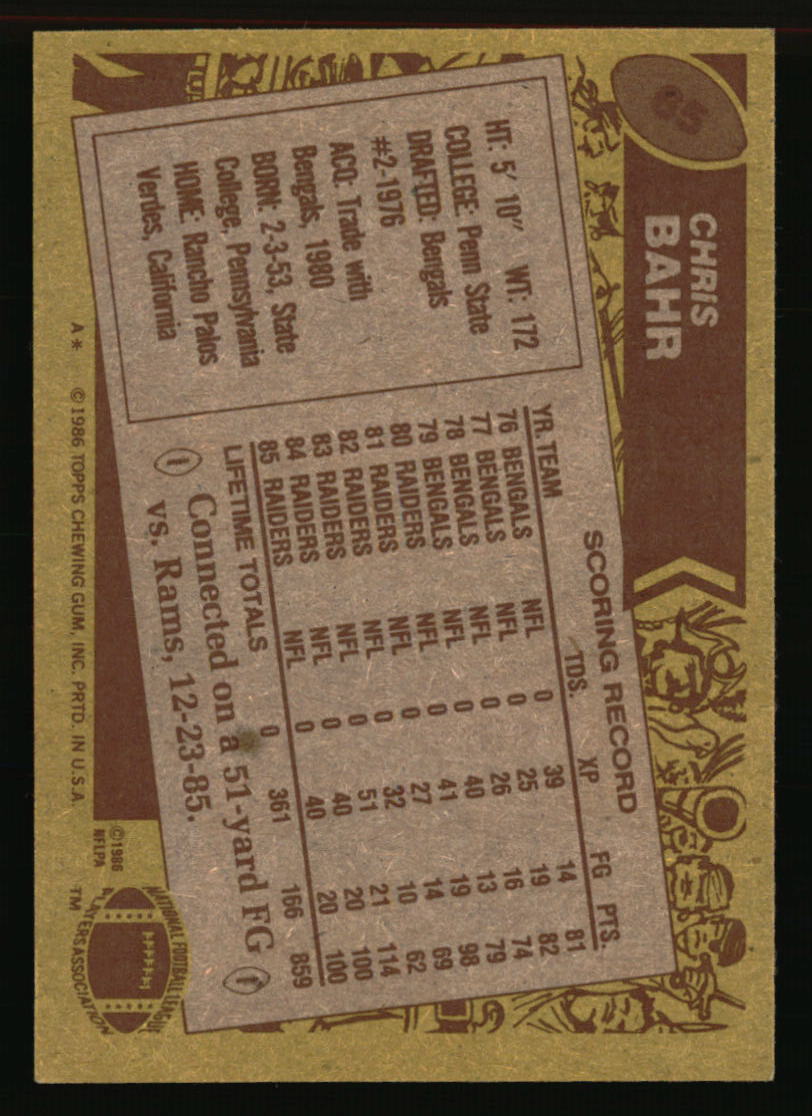 65
CHRIS
BAHR
HT: 5' 10" WT: 172
COLLEGE: Penn State
DRAFTED: Bengals
#2-1976
ACQ: Trade with
Bengals, 1980
BORN: 2-3-53, State
College, Pennsylvania
HOME: Rancho Palos
Verdes, California
SCORING RECORD
YR. TEAM TDS. XP FG PTS.
76 BENGALS NFL 0 39 14 81
77 BENGALS NFL 0 25 19 82
78 BENGALS NFL 0 26 16 74
79 BENGALS NFL 0 40 13 79
80 RAIDERS NFL 0 41 19 98
81 RAIDERS NFL 0 27 14 69
82 RAIDERS NFL 0 32 10 62
83 RAIDERS NFL 0 51 21 114
84 RAIDERS NFL 0 40 20 100
85 RAIDERS NFL 0 40 20 100
LIFETIME TOTALS 0 361 166 859
Connected on a 51-yard FG
vs. Rams, 12-23-85.
©1986
NFLPA
NATIONAL FOOTBALL LEAGUE
PLAYERS ASSOCIATION
TM
A* ©1986 TOPPS CHEWING GUM, INC. PRTD. IN U.S.A.